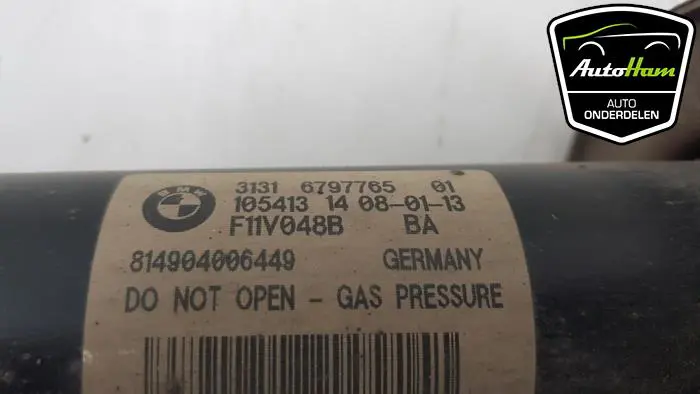 AutoHam
AUTO
ONDERDELEN
BMW
3131 6797765 01
105413 14 08-01-13
F11V048B BA
814904006449 GERMANY
DO NOT OPEN - GAS PRESSURE